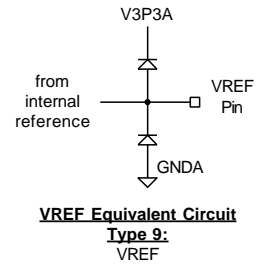 V3P3A
from
internal
reference
VREF
Pin
GNDA
VREF Equivalent Circuit
Type 9:
VREF